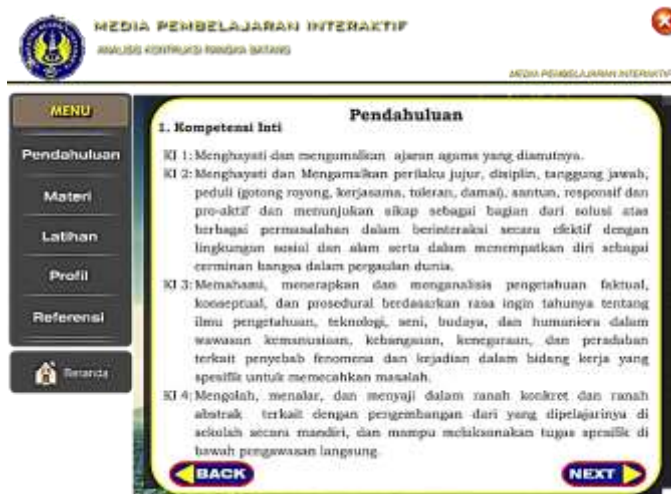 MEDIA PEMBELAJARAN INTERAKTIF
ANALISIS KONTRUKSI RANGKA BATANG
MEDIA PEMBELAJARAN INTERAKTIF
MENU
Pendahuluan
Materi
Latihan
Profil
Referensi
Beranda
Pendahuluan
1. Kompetensi Inti
KI 1: Menghayati dan mengamalkan ajaran agama yang dianutnya.
KI 2: Menghayati dan Mengamalkan perilaku jujur, disiplin, tanggung jawab,
peduli (gotong royong, kerjasama, toleran, damai), santun, responsif dan
pro-aktif dan menunjukan sikap sebagai bagian dari solusi atas
berbagai permasalahan dalam berinteraksi secara efektif dengan
lingkungan sosial dan alam serta dalam menempatkan diri sebagai
cerminan bangsa dalam pergaulan dunia.
KI 3: Memahami, menerapkan dan menganalisis pengetahuan faktual,
konseptual, dan prosedural berdasarkan rasa ingin tahunya tentang
ilmu pengetahuan, teknologi, seni, budaya, dan humaniora dalam
wawasan kemanusiaan, kebangsaan, kenegaraan, dan peradaban
terkait penyebab fenomena dan kejadian dalam bidang kerja yang
spesifik untuk memecahkan masalah.
KI 4: Mengolah, menalar, dan menyaji dalam ranah konkret dan ranah
abstrak terkait dengan pengembangan dari yang dipelajarinya di
sekolah secara mandiri, dan mampu melaksanakan tugas spesifik di
bawah pengawasan langsung.
BACK
NEXT